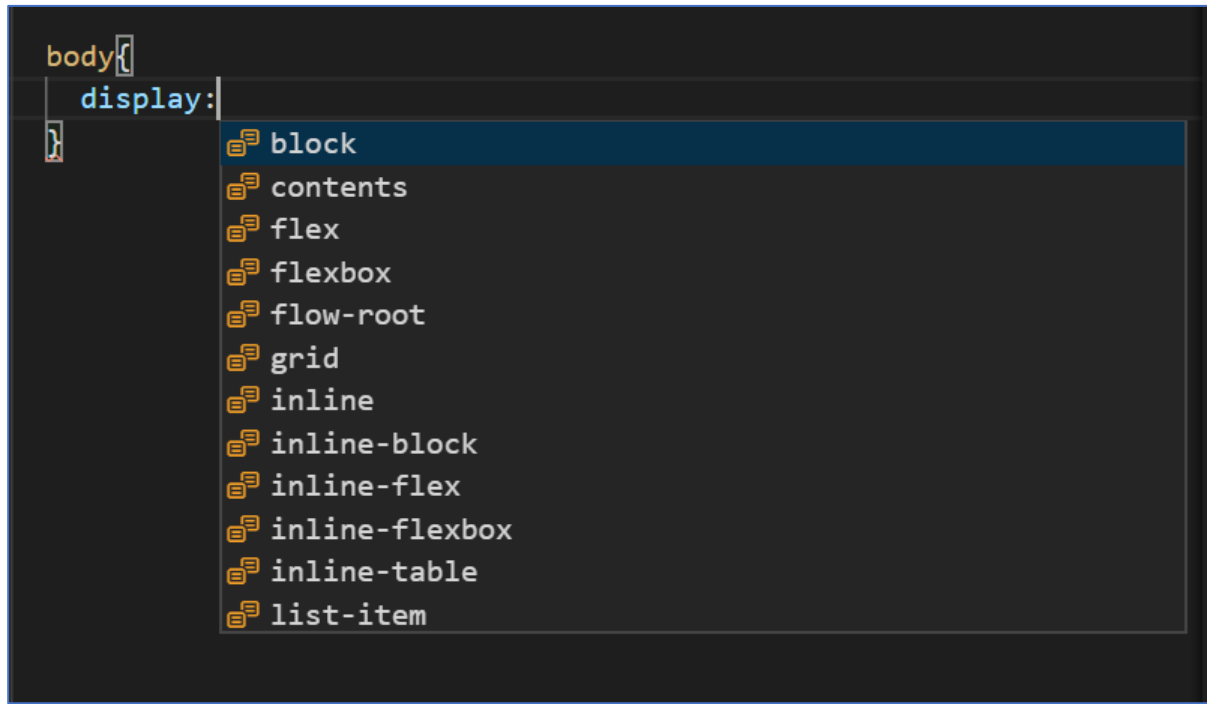 body{
display:
}
block
contents
flex
flexbox
flow-root
grid
inline
inline-block
inline-flex
inline-flexbox
inline-table
list-item